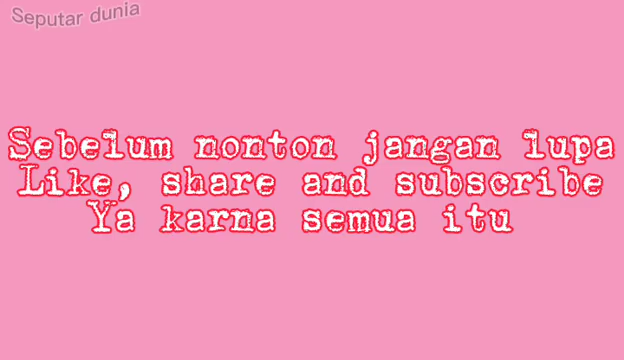 Seputar dunia
Sebelum nonton jangan lupa
Like, share and subscribe
Ya karna semua itu